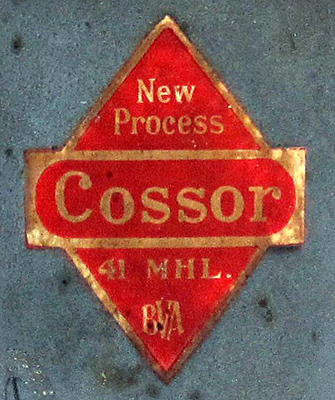 New
Process
Cossor
41 MHL.
BVA